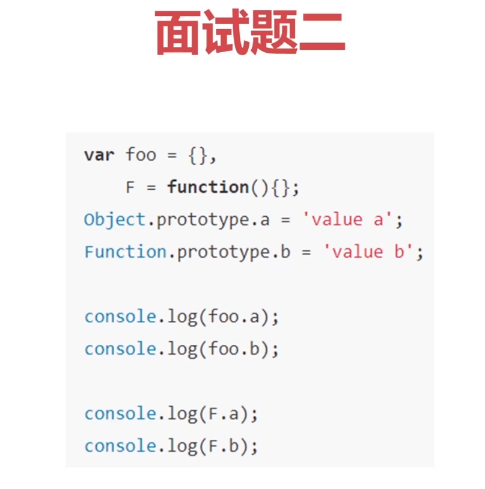 面试题二
var foo = {},
    F = function(){};
Object.prototype.a = 'value a';
Function.prototype.b = 'value b';
console.log(foo.a);
console.log(foo.b);
console.log(F.a);
console.log(F.b);